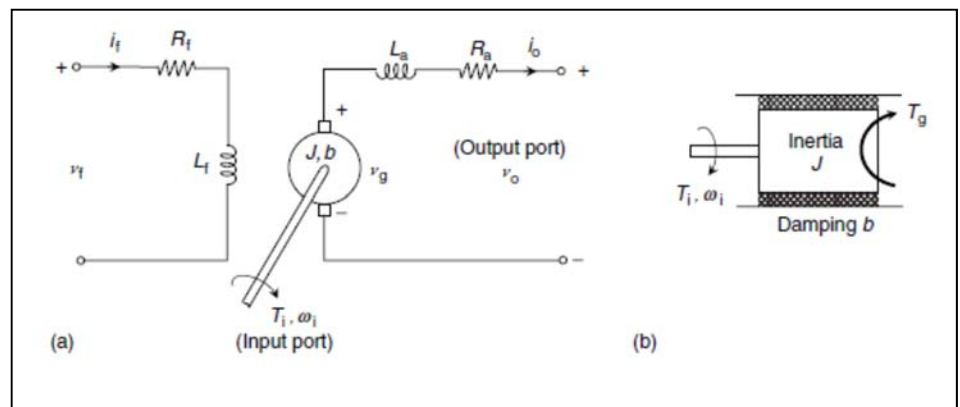 i_f R_f L_a R_a i_o
+ +
+
J, b
v_f L_f v_g (Output port)
v_o
−
−
T_i, ω_i
(a) (Input port)
Inertia
J
T_g
T_i, ω_i
Damping b
(b)